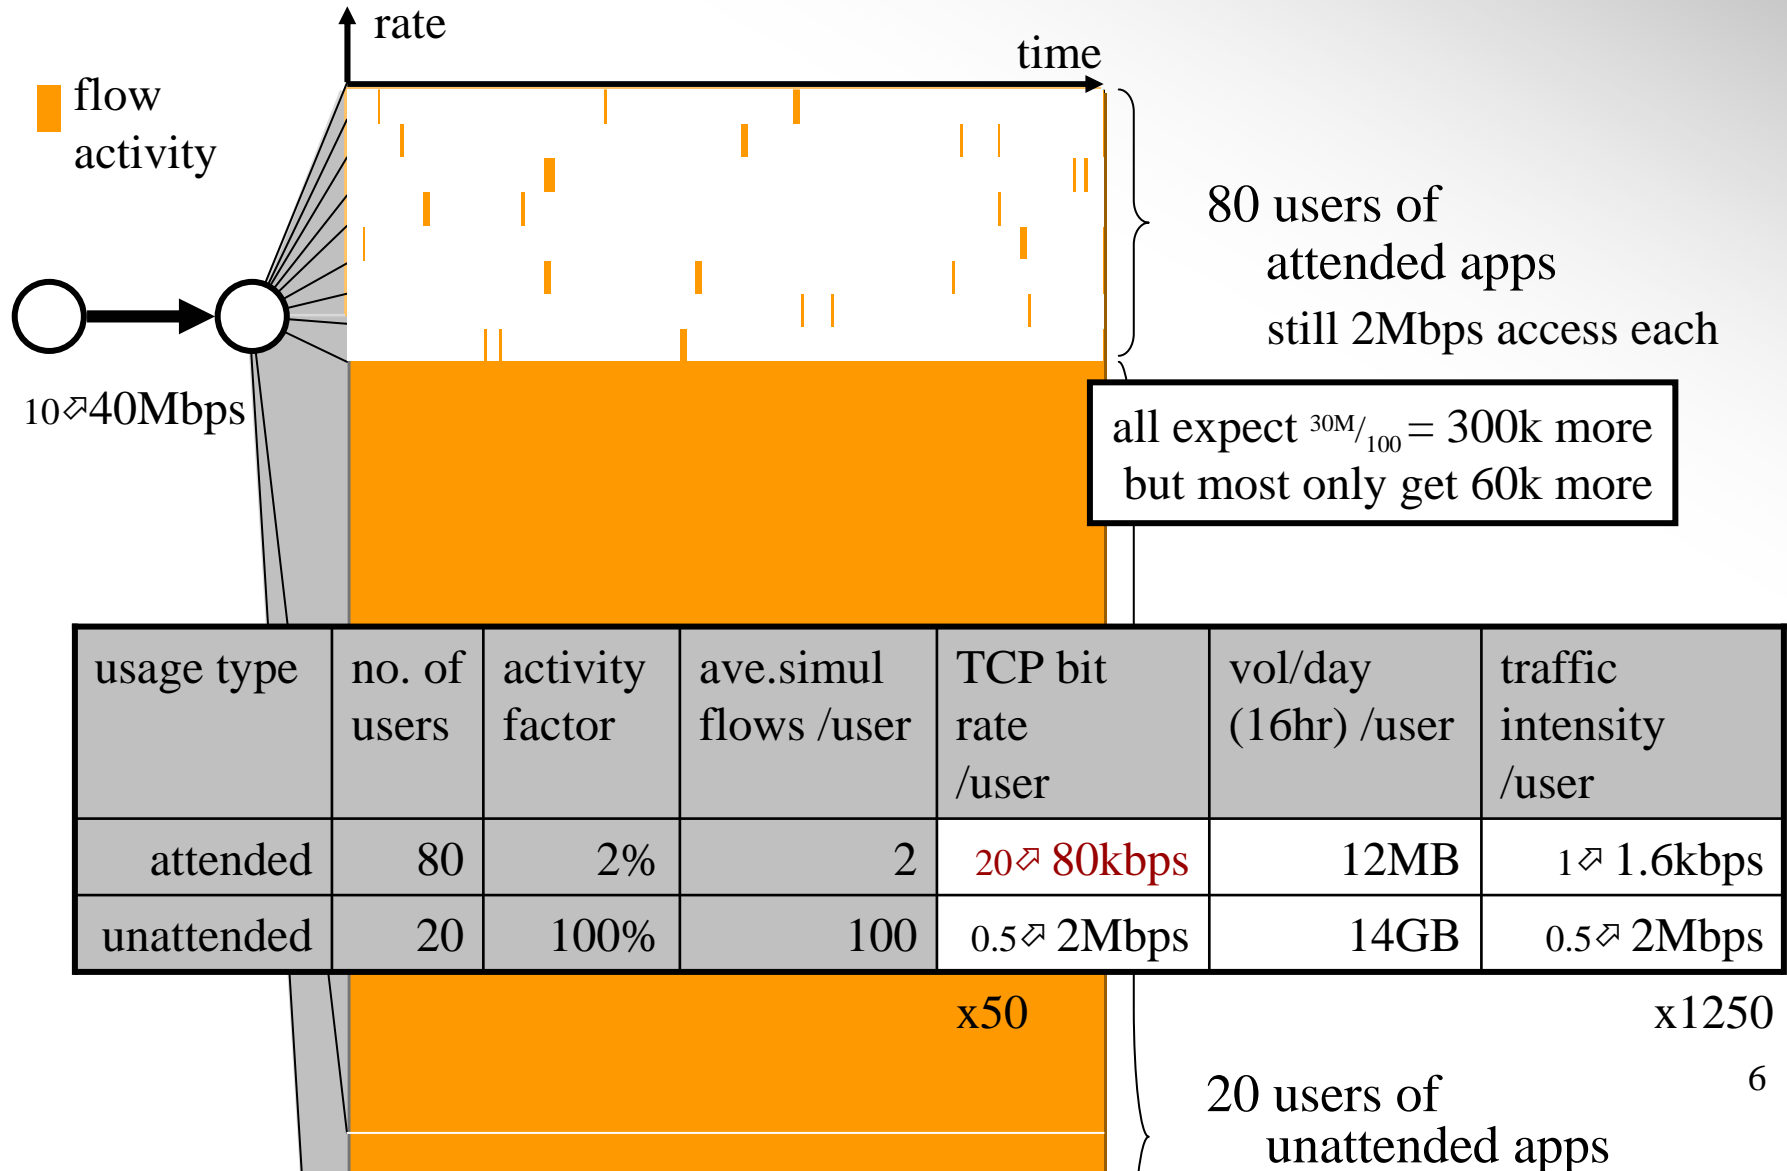 rate
time
flow
activity
80 users of
attended apps
still 2Mbps access each
10⬀40Mbps
all expect 30M/100 = 300k more
but most only get 60k more
usage type | no. of users | activity factor | ave.simul flows /user | TCP bit rate /user | vol/day (16hr) /user | traffic intensity /user
attended | 80 | 2% | 2 | 20⬀ 80kbps | 12MB | 1⬀ 1.6kbps
unattended | 20 | 100% | 100 | 0.5⬀ 2Mbps | 14GB | 0.5⬀ 2Mbps
x50
x1250
20 users of
unattended apps
6